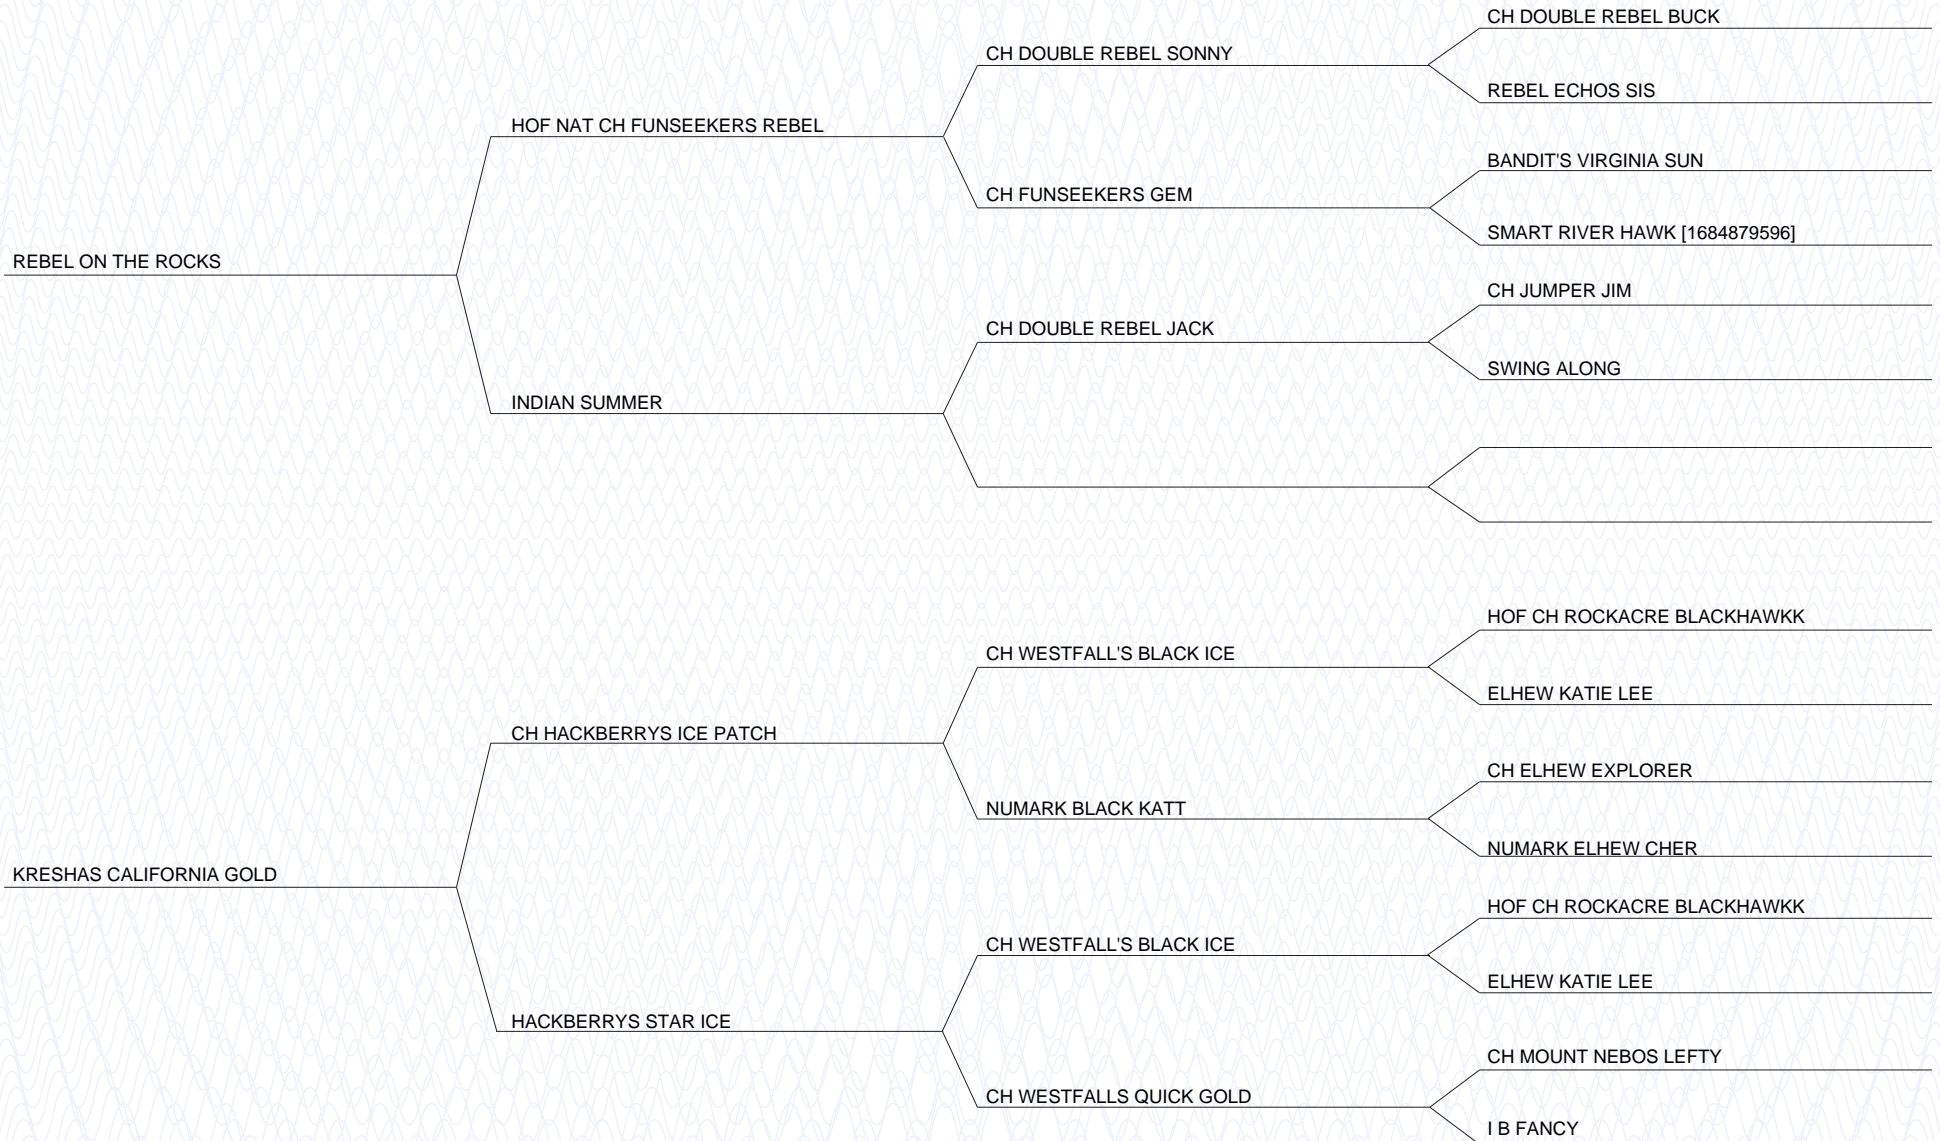 CH DOUBLE REBEL BUCK
CH DOUBLE REBEL SONNY
REBEL ECHOS SIS
HOF NAT CH FUNSEEKERS REBEL
BANDIT'S VIRGINIA SUN
CH FUNSEEKERS GEM
SMART RIVER HAWK [1684879596]
REBEL ON THE ROCKS
CH JUMPER JIM
CH DOUBLE REBEL JACK
SWING ALONG
INDIAN SUMMER
HOF CH ROCKACRE BLACKHAWKK
CH WESTFALL'S BLACK ICE
ELHEW KATIE LEE
CH HACKBERRYS ICE PATCH
CH ELHEW EXPLORER
NUMARK BLACK KATT
NUMARK ELHEW CHER
KRESHAS CALIFORNIA GOLD
HOF CH ROCKACRE BLACKHAWKK
CH WESTFALL'S BLACK ICE
ELHEW KATIE LEE
HACKBERRYS STAR ICE
CH MOUNT NEBOS LEFTY
CH WESTFALLS QUICK GOLD
I B FANCY